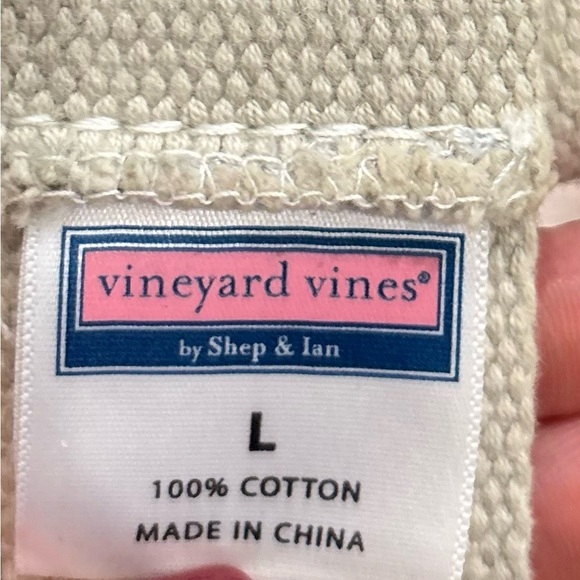 vineyard vines®
by Shep & Ian
L
100% COTTON
MADE IN CHINA